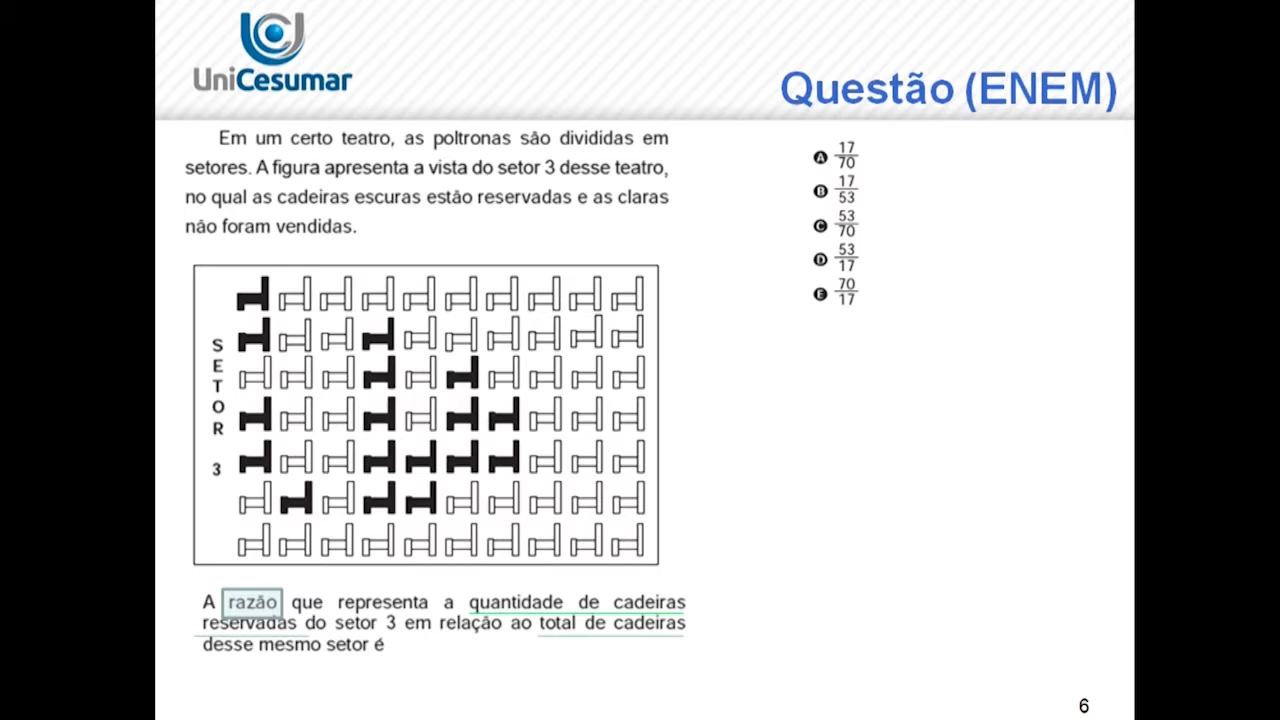 UniCesumar
Questão (ENEM)
Em um certo teatro, as poltronas são divididas em
setores. A figura apresenta a vista do setor 3 desse teatro,
no qual as cadeiras escuras estão reservadas e as claras
não foram vendidas.
SETOR 3
A razão que representa a quantidade de cadeiras
reservadas do setor 3 em relação ao total de cadeiras
desse mesmo setor é
A 17/70
B 17/53
C 53/70
D 53/17
E 70/17
6